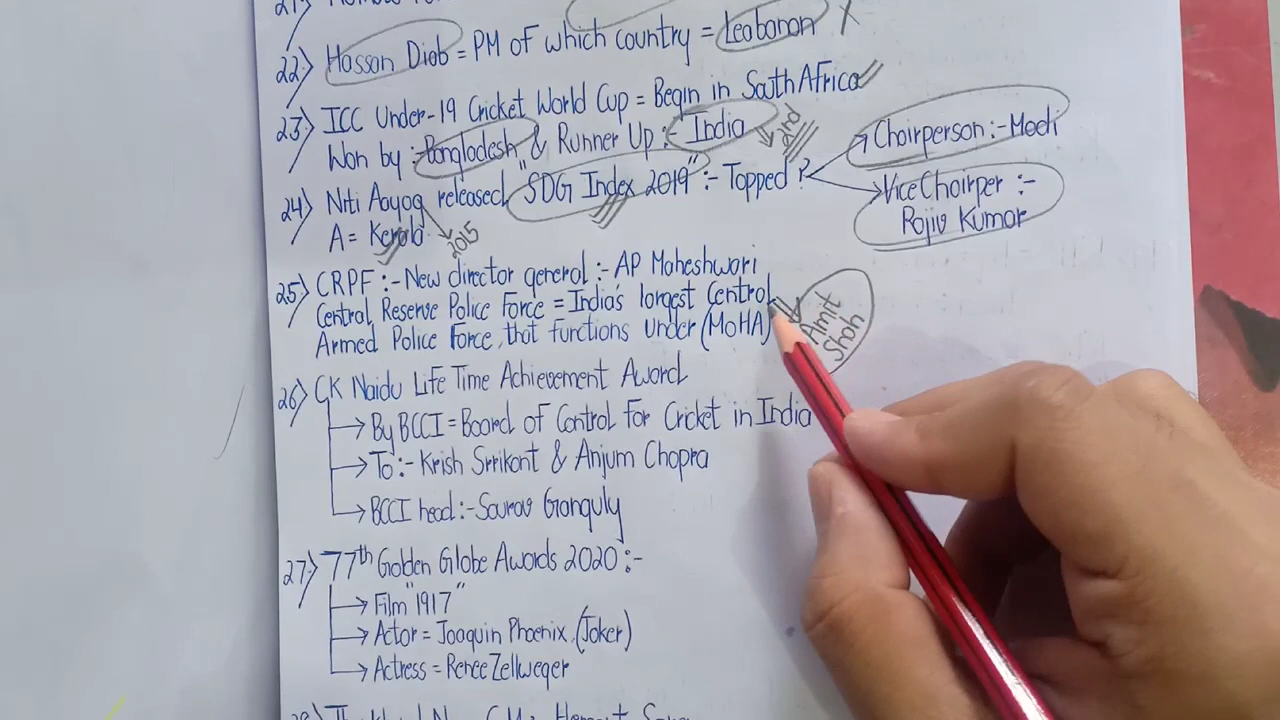 22) Hassan Diab = PM of which country = Leabanon X
23) ICC Under-19 Cricket World Cup = Begin in South Africa
Won by :- Bangladesh & Runner Up :- India
2nd
24) Niti Aayog released "SDG Index 2019" :- Topped ?
A = Kerala
2015
Chairperson :- Modi
Vice Chairper :-
Rajiv Kumar
25) CRPF :- New director general :- AP Maheshwari
Central Reserve Police Force = India's largest Central
Armed Police Force, that functions under (MoHA)
Amit
Shah
26) CK Naidu Life Time Achievement Award
By BCCI = Board of Control for Cricket in India
To :- Krish Srrikant & Anjum Chopra
BCCI head :- Saurav Ganguly
27) 77th Golden Globe Awards 2020 :-
Film "1917"
Actor = Joaquin Phoenix (Joker)
Actress = Renee Zellweger